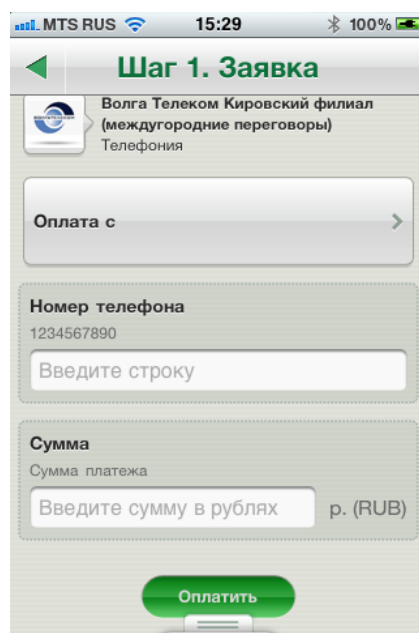 MTS RUS 15:29 100%
Шаг 1. Заявка
Волга Телеком Кировский филиал
(междугородние переговоры)
Телефония
Оплата с
Номер телефона
1234567890
Введите строку
Сумма
Сумма платежа
Введите сумму в рублях р. (RUB)
Оплатить